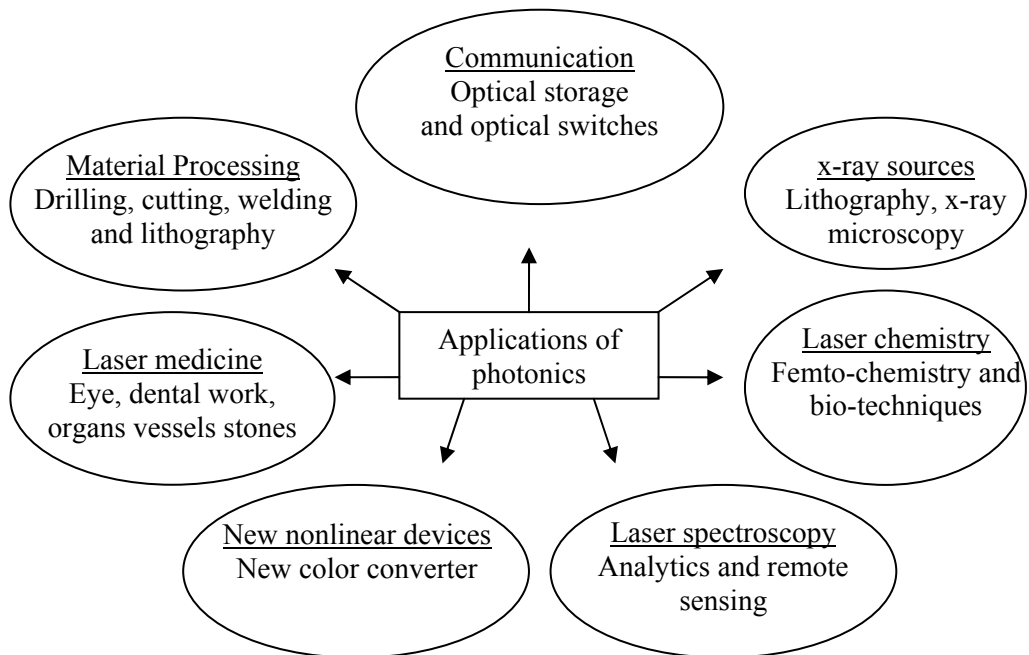 Communication
Optical storage
and optical switches
Material Processing
Drilling, cutting, welding
and lithography
x-ray sources
Lithography, x-ray
microscopy
Applications of
photonics
Laser medicine
Eye, dental work,
organs vessels stones
Laser chemistry
Femto-chemistry and
bio-techniques
New nonlinear devices
New color converter
Laser spectroscopy
Analytics and remote
sensing